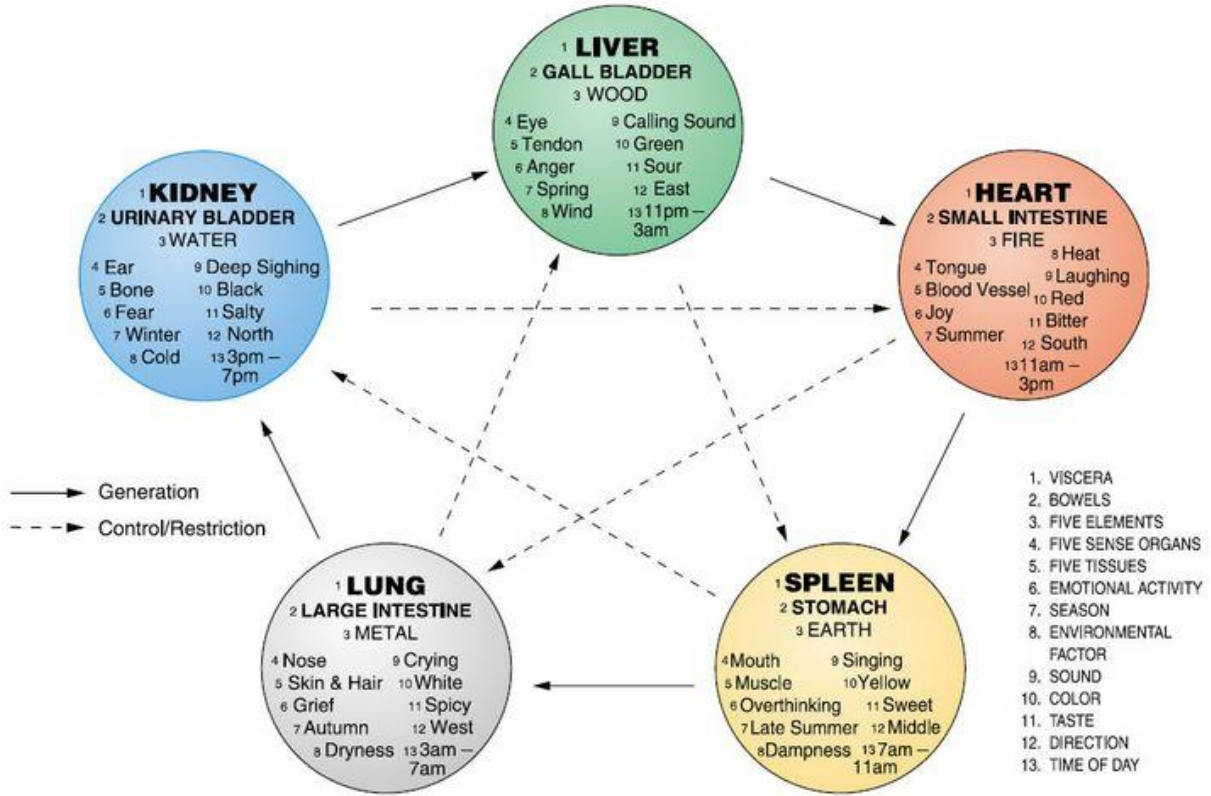 1 LIVER
2 GALL BLADDER
3 WOOD
4 Eye
5 Tendon
6 Anger
7 Spring
8 Wind
9 Calling Sound
10 Green
11 Sour
12 East
13 11pm –
3am
1 KIDNEY
2 URINARY BLADDER
3 WATER
4 Ear
5 Bone
6 Fear
7 Winter
8 Cold
9 Deep Sighing
10 Black
11 Salty
12 North
13 3pm –
7pm
1 HEART
2 SMALL INTESTINE
3 FIRE
4 Tongue
5 Blood Vessel
6 Joy
7 Summer
8 Heat
9 Laughing
10 Red
11 Bitter
12 South
13 11am –
3pm
Generation
Control/Restriction
1 LUNG
2 LARGE INTESTINE
3 METAL
4 Nose
5 Skin & Hair
6 Grief
7 Autumn
8 Dryness
9 Crying
10 White
11 Spicy
12 West
13 3am –
7am
1 SPLEEN
2 STOMACH
3 EARTH
4 Mouth
5 Muscle
6 Overthinking
7 Late Summer
8 Dampness
9 Singing
10 Yellow
11 Sweet
12 Middle
13 7am –
11am
1. VISCERA
2. BOWELS
3. FIVE ELEMENTS
4. FIVE SENSE ORGANS
5. FIVE TISSUES
6. EMOTIONAL ACTIVITY
7. SEASON
8. ENVIRONMENTAL
FACTOR
9. SOUND
10. COLOR
11. TASTE
12. DIRECTION
13. TIME OF DAY